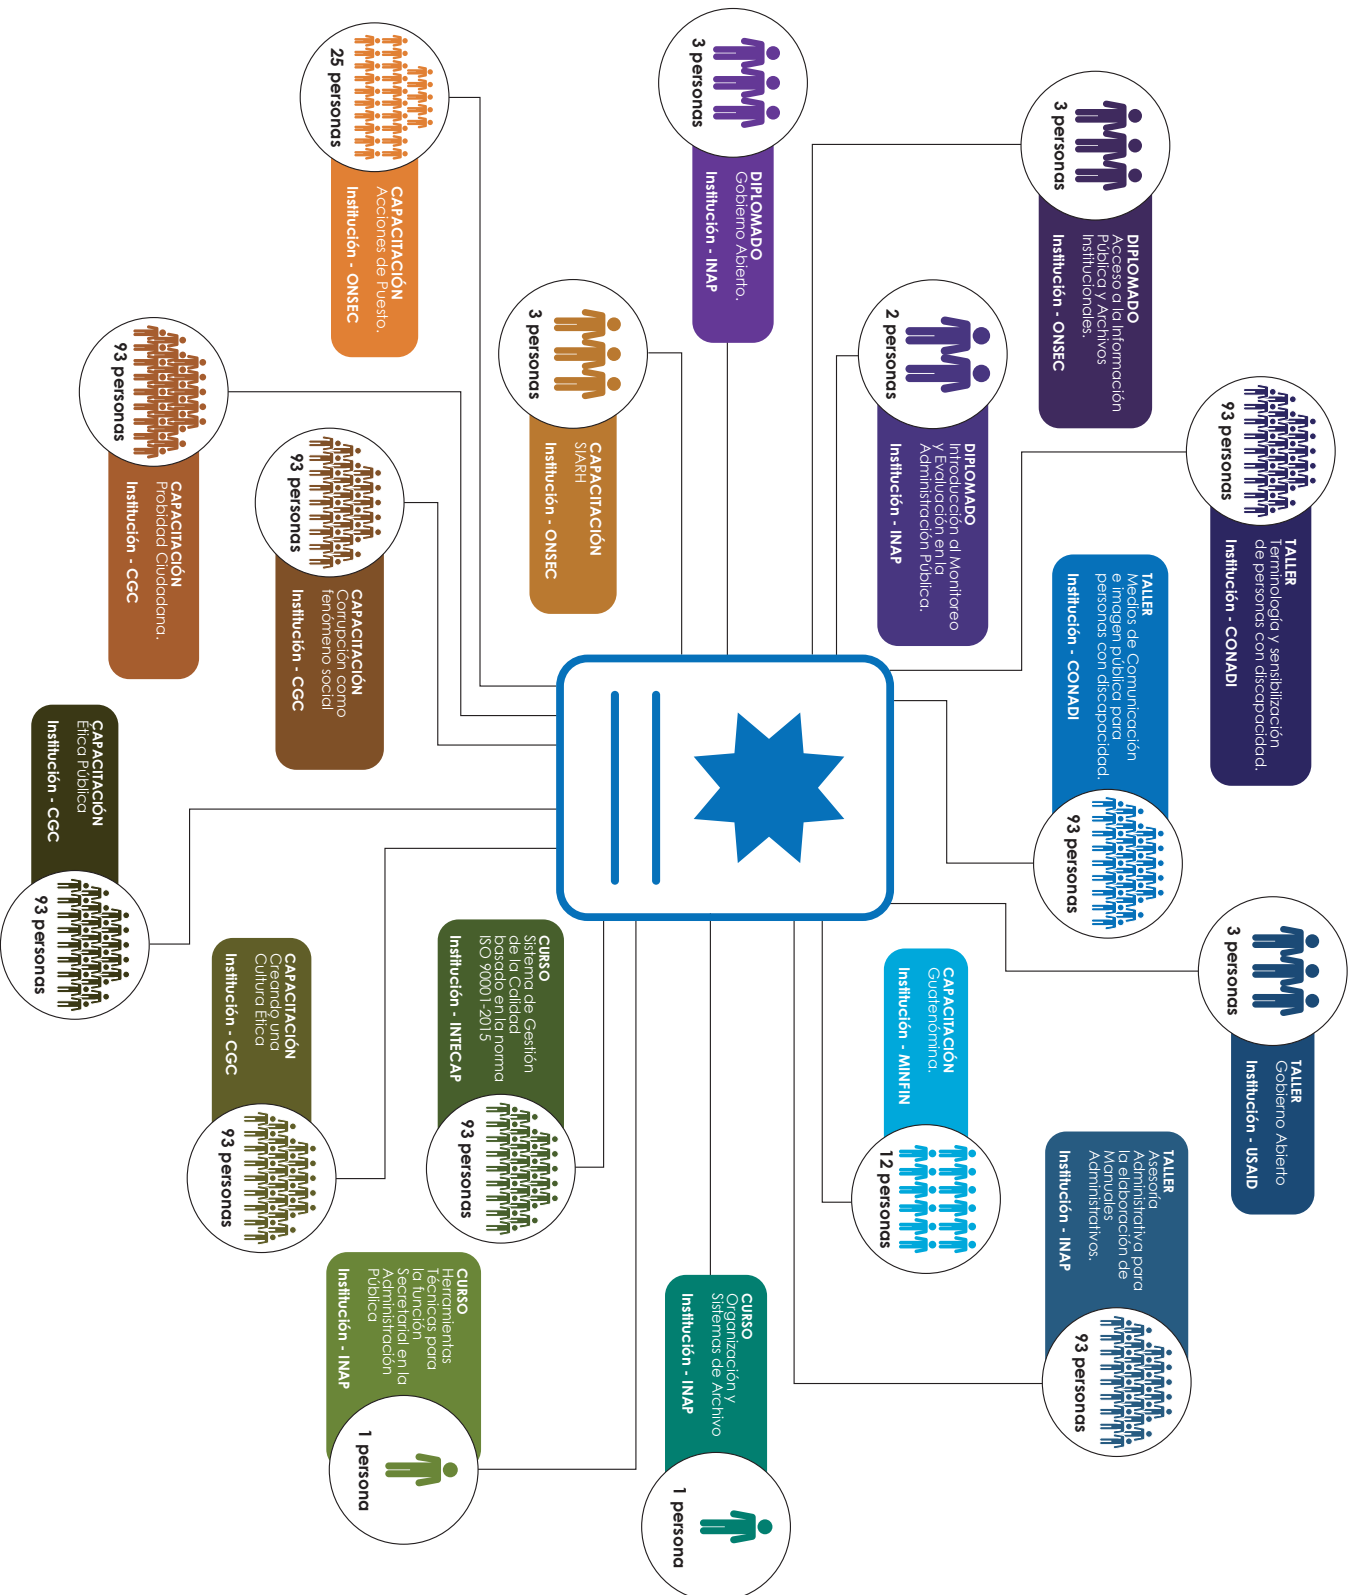 93 personas
TALLER
Terminología y sensibilización
de personas con discapacidad.
Institución - CONADI
3 personas
TALLER
Gobierno Abierto
Institución - USAID
3 personas
DIPLOMADO
Acceso a la Información
Pública y Archivos
Institucionales.
Institución - ONSEC
TALLER
Medios de Comunicación
e imagen pública para
personas con discapacidad.
Institución - CONADI
93 personas
TALLER
Asesoría
Administrativa para
la elaboración de
Manuales
Administrativos.
Institución - INAP
93 personas
2 personas
DIPLOMADO
Introducción al Monitoreo
y Evaluación en la
Administración Pública.
Institución - INAP
CAPACITACIÓN
Guatenómina.
Institución - MINFIN
12 personas
3 personas
DIPLOMADO
Gobierno Abierto.
Institución - INAP
CURSO
Organización y
Sistemas de Archivo
Institución - INAP
1 persona
3 personas
CAPACITACIÓN
SIARH
Institución - ONSEC
CURSO
Sistema de Gestión
de la Calidad
basado en la norma
ISO 9001-2015
Institución - INTECAP
93 personas
25 personas
CAPACITACIÓN
Acciones de Puesto.
Institución - ONSEC
CURSO
Herramientas
Técnicas para
la función
Secretarial en la
Administración
Pública
Institución - INAP
1 persona
93 personas
CAPACITACIÓN
Corrupción como
fenómemo social
Institución - CGC
CAPACITACIÓN
Creando una
Cultura Ética
Institución - CGC
93 personas
93 personas
CAPACITACIÓN
Probidad Ciudadana.
Institución - CGC
CAPACITACIÓN
Ética Pública
Institución - CGC
93 personas